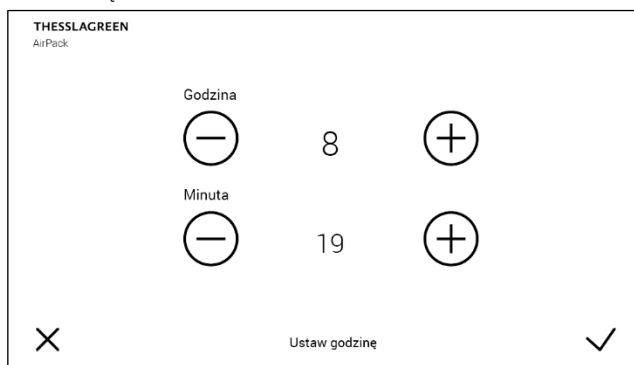 THESSLAGREEN
AirPack
Godzina
8
Minuta
19
Ustaw godzinę